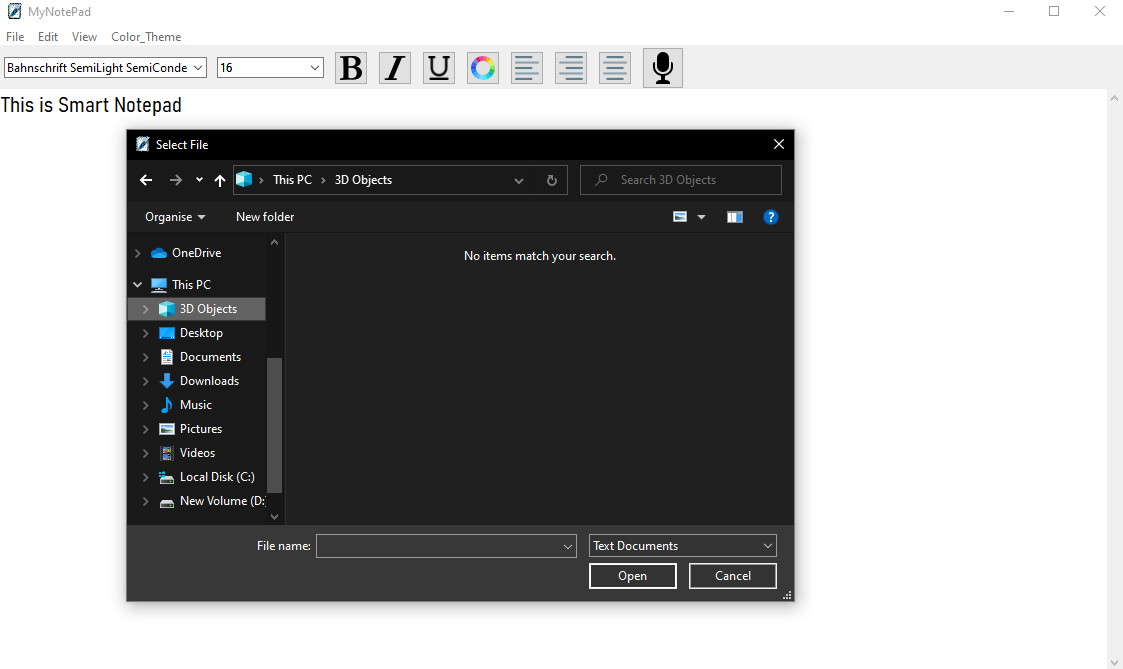 MyNotePad
File Edit View Color_Theme
Bahnschrift SemiLight SemiConde 16 B I U
This is Smart Notepad
Select File
This PC 3D Objects Search 3D Objects
Organise New folder ?
No items match your search.
OneDrive
This PC
3D Objects
Desktop
Documents
Downloads
Music
Pictures
Videos
Local Disk (C:)
New Volume (D:
File name: Text Documents
Open Cancel